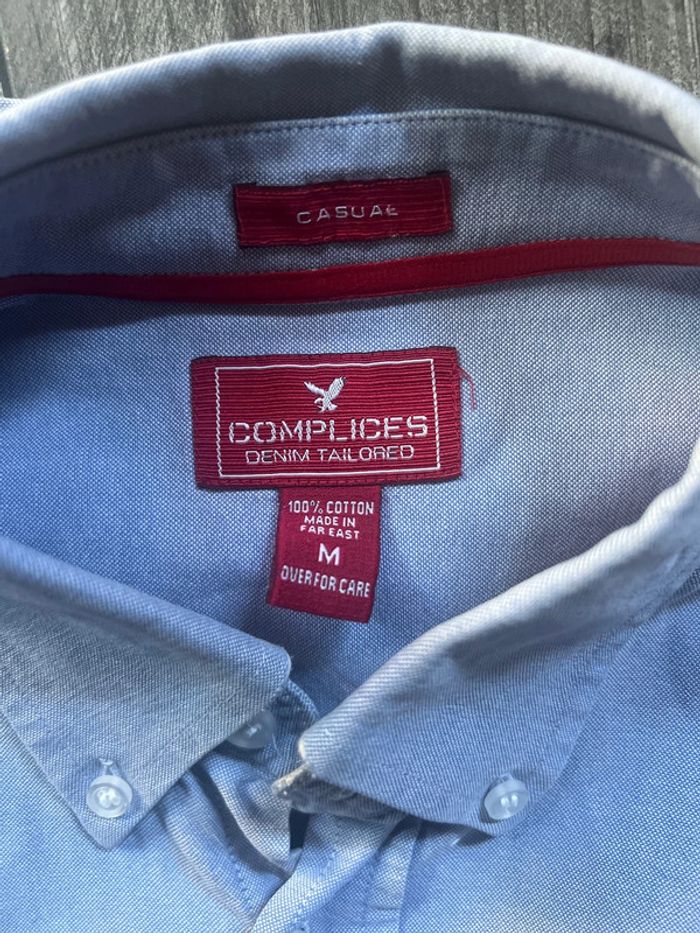 CASUAL
COMPLICES
DENIM TAILORED
100% COTTON
MADE IN
FAR EAST
M
OVER FOR CARE